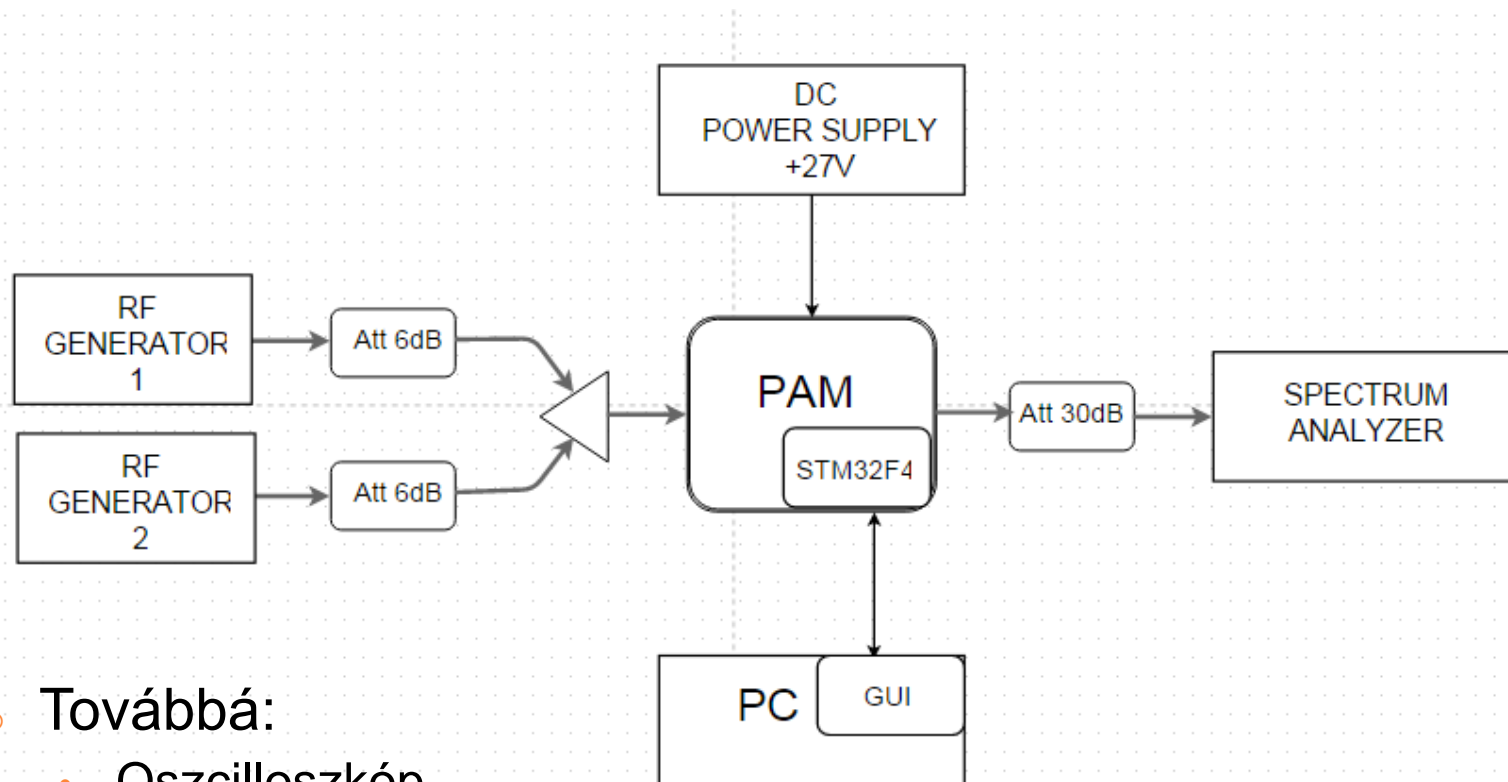 DC
POWER SUPPLY
+27V
RF
GENERATOR
1
Att 6dB
PAM
STM32F4
Att 30dB
SPECTRUM
ANALYZER
RF
GENERATOR
2
Att 6dB
PC
GUI
Továbbá:
Oszcilloszkóp